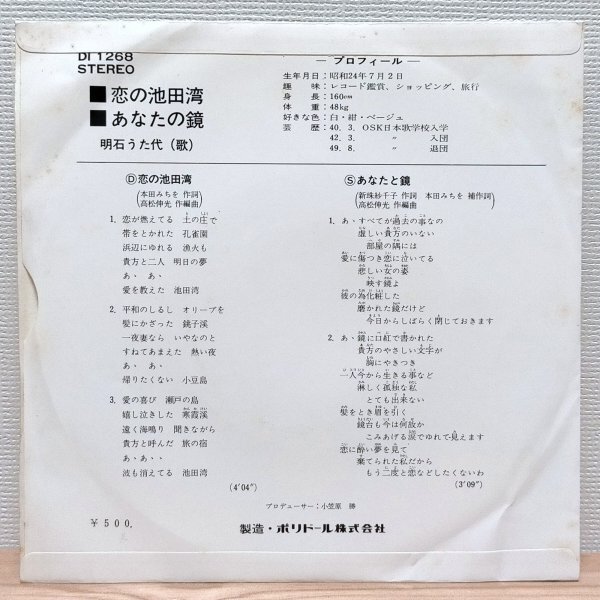 DI 1268
STEREO
■恋の池田湾
■あなたの鏡
明石うた代(歌)
― プロフィール ―
生年月日：昭和24年7月2日
趣　味：レコード鑑賞、ショッピング、旅行
身　長：160cm
体　重：48kg
好きな色：白・紺・ベージュ
芸　歴：40. 3. OSK日本歌学校入学
42. 3. 〃 入団
49. 8. 〃 退団
Ⓓ恋の池田湾
(本田みちを 作詞
高松伸光 作編曲)
1. 恋が燃えてる 土の庄で
帯をとかれた 孔雀園
浜辺にゆれる 漁火も
貴方と二人 明日の夢
あ、あ、
愛を教えた 池田湾
2. 平和のしるし オリーブを
髪にかざった 銚子渓
一夜妻なら いやなのと
すねてあまえた 熱い夜
あ、あ、
帰りたくない 小豆島
3. 愛の喜び 瀬戸の島
嬉し泣きした 寒霞渓
遠く海鳴り 聞きながら
貴方と呼んだ 旅の宿
あ、あ、、
波も消えてる 池田湾
(4'04")
Ⓢあなたと鏡
(新珠紗千子 作詞 本田みちを 補作詞
高松伸光 作編曲)
1. あ、すべてが過去の事なの
虚しい貴方のいない
部屋の隅には
愛に傷つき恋に泣いてる
悲しい女の姿
映す鏡よ
彼の為化粧した
磨かれた鏡だけど
今日からしばらく閉じておきます
2. あ、鏡に口紅で書かれた
貴方のやさしい文字が
胸にやきつき
一人今から生きる事など
淋しく孤独な私
とても出来ない
髪をとき眉を引く
鏡台も今は何故か
こみあげる涙でゆれて見えます
恋に酔い夢を見て
棄てられた私だから
もう二度と恋などしたくないわ
(3'09")
プロデューサー：小笠原 勝
￥500.
製造・ポリドール株式会社